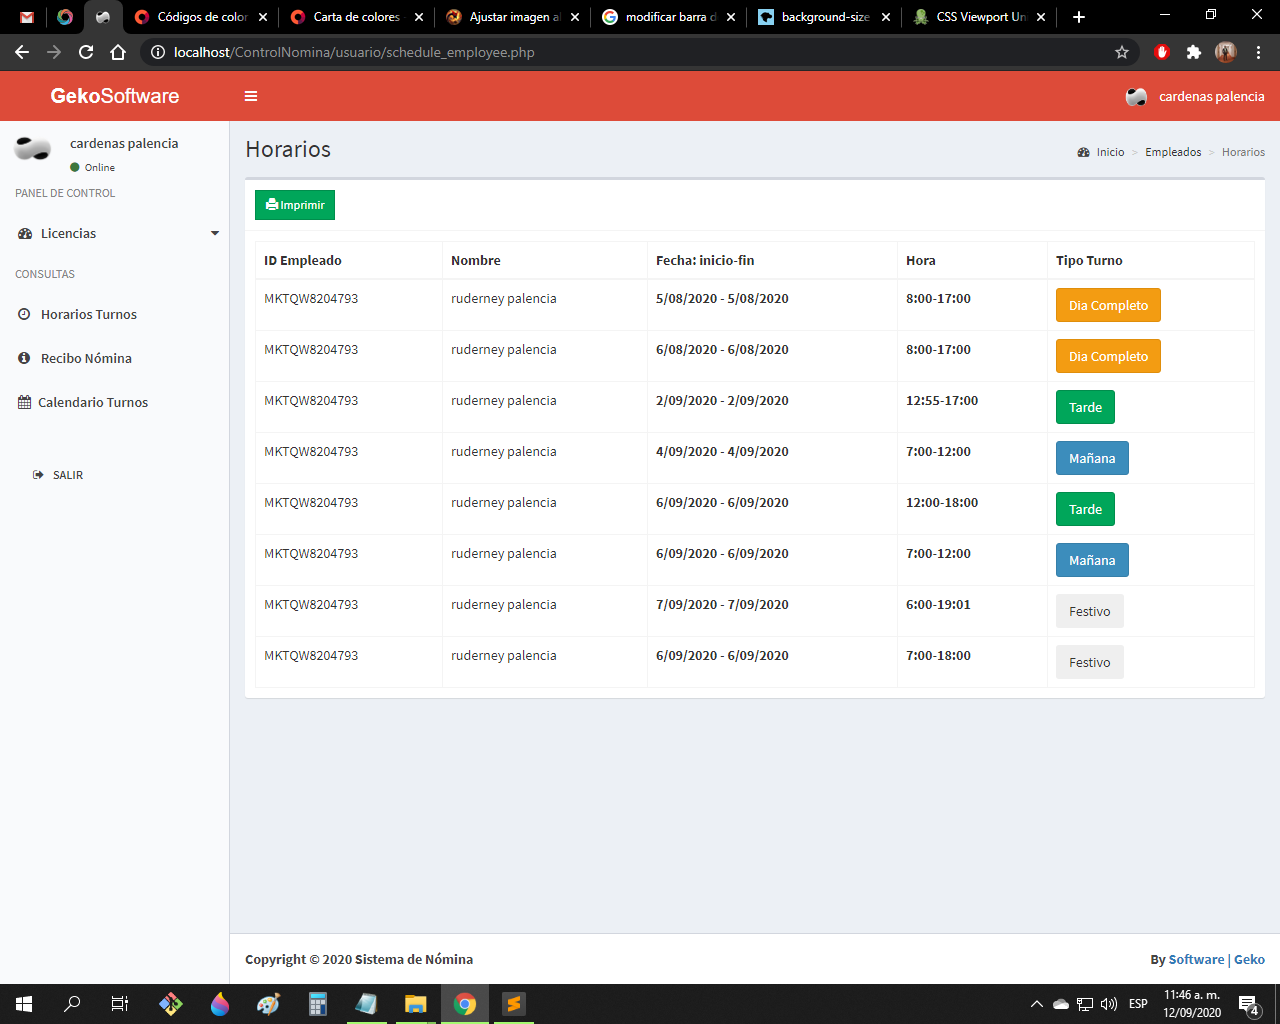 Códigos de color
Carta de colores
Ajustar imagen al
modificar barra d
background-size
CSS Viewport Un
localhost/ControlNomina/usuario/schedule_employee.php
GekoSoftware
cardenas palencia
cardenas palencia
Online
PANEL DE CONTROL
Licencias
CONSULTAS
Horarios Turnos
Recibo Nómina
Calendario Turnos
SALIR
Horarios
Inicio > Empleados > Horarios
Imprimir
ID Empleado Nombre Fecha: inicio-fin Hora Tipo Turno
MKTQW8204793 ruderney palencia 5/08/2020 - 5/08/2020 8:00-17:00 Dia Completo
MKTQW8204793 ruderney palencia 6/08/2020 - 6/08/2020 8:00-17:00 Dia Completo
MKTQW8204793 ruderney palencia 2/09/2020 - 2/09/2020 12:55-17:00 Tarde
MKTQW8204793 ruderney palencia 4/09/2020 - 4/09/2020 7:00-12:00 Mañana
MKTQW8204793 ruderney palencia 6/09/2020 - 6/09/2020 12:00-18:00 Tarde
MKTQW8204793 ruderney palencia 6/09/2020 - 6/09/2020 7:00-12:00 Mañana
MKTQW8204793 ruderney palencia 7/09/2020 - 7/09/2020 6:00-19:01 Festivo
MKTQW8204793 ruderney palencia 6/09/2020 - 6/09/2020 7:00-18:00 Festivo
Copyright © 2020 Sistema de Nómina
By Software | Geko
ESP
11:46 a. m.
12/09/2020
4